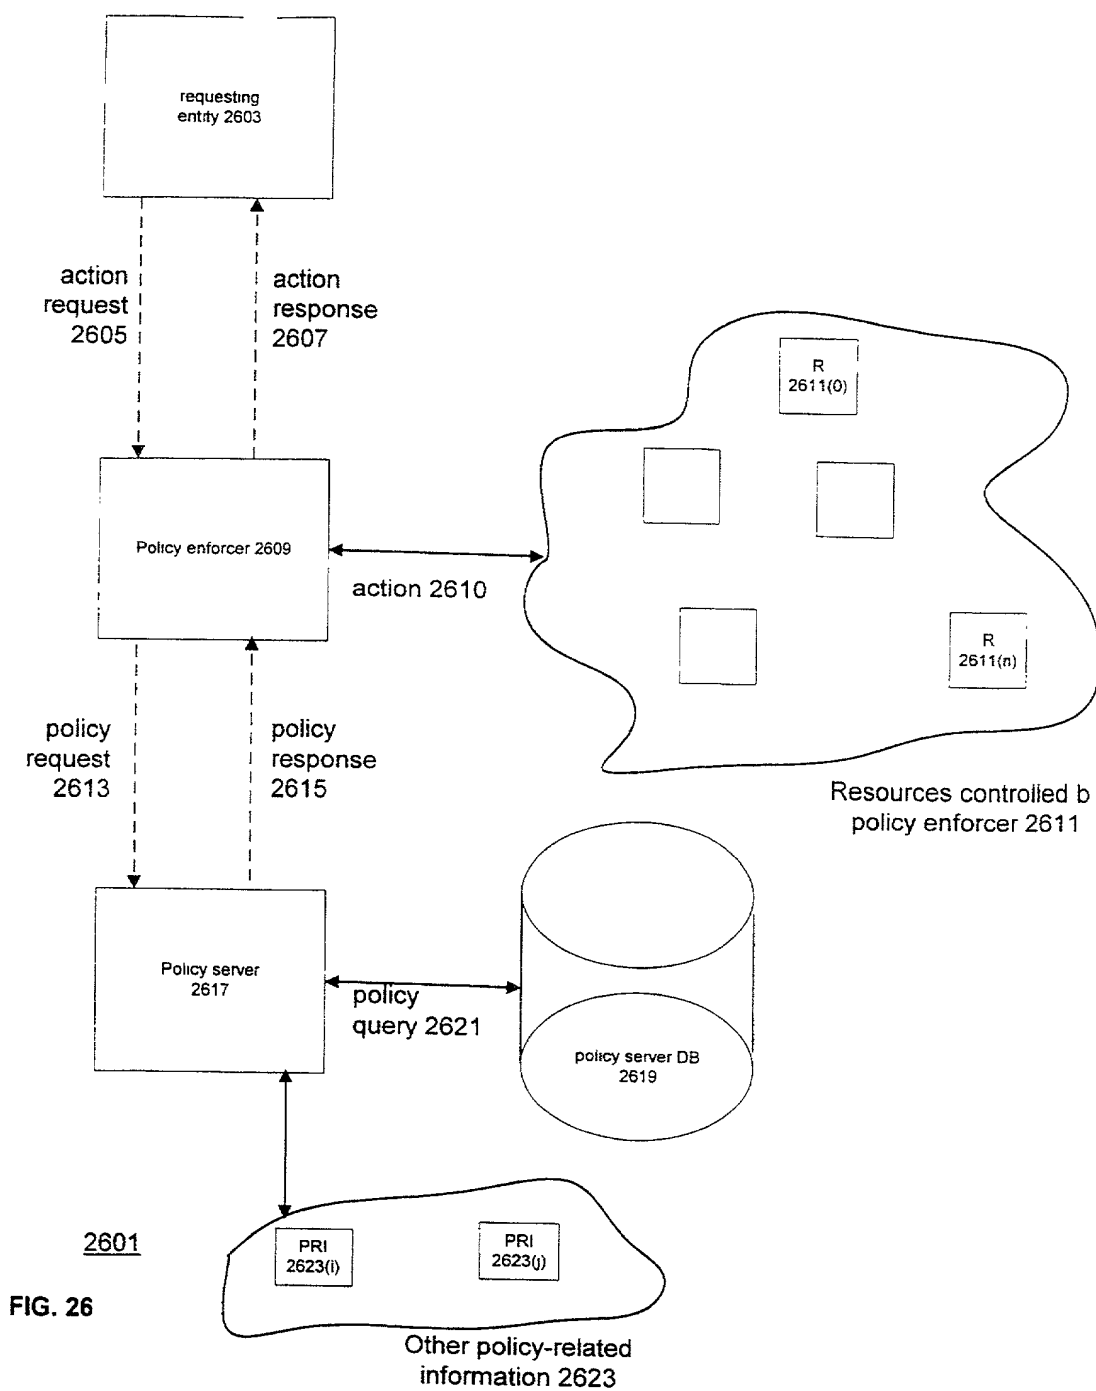 requesting
entity 2603
action
request
2605
action
response
2607
R
2611(0)
Policy enforcer 2609
action 2610
R
2611(n)
policy
request
2613
policy
response
2615
Resources controlled b
policy enforcer 2611
Policy server
2617
policy
query 2621
policy server DB
2619
2601
PRI
2623(i)
PRI
2623(j)
FIG. 26
Other policy-related
information 2623